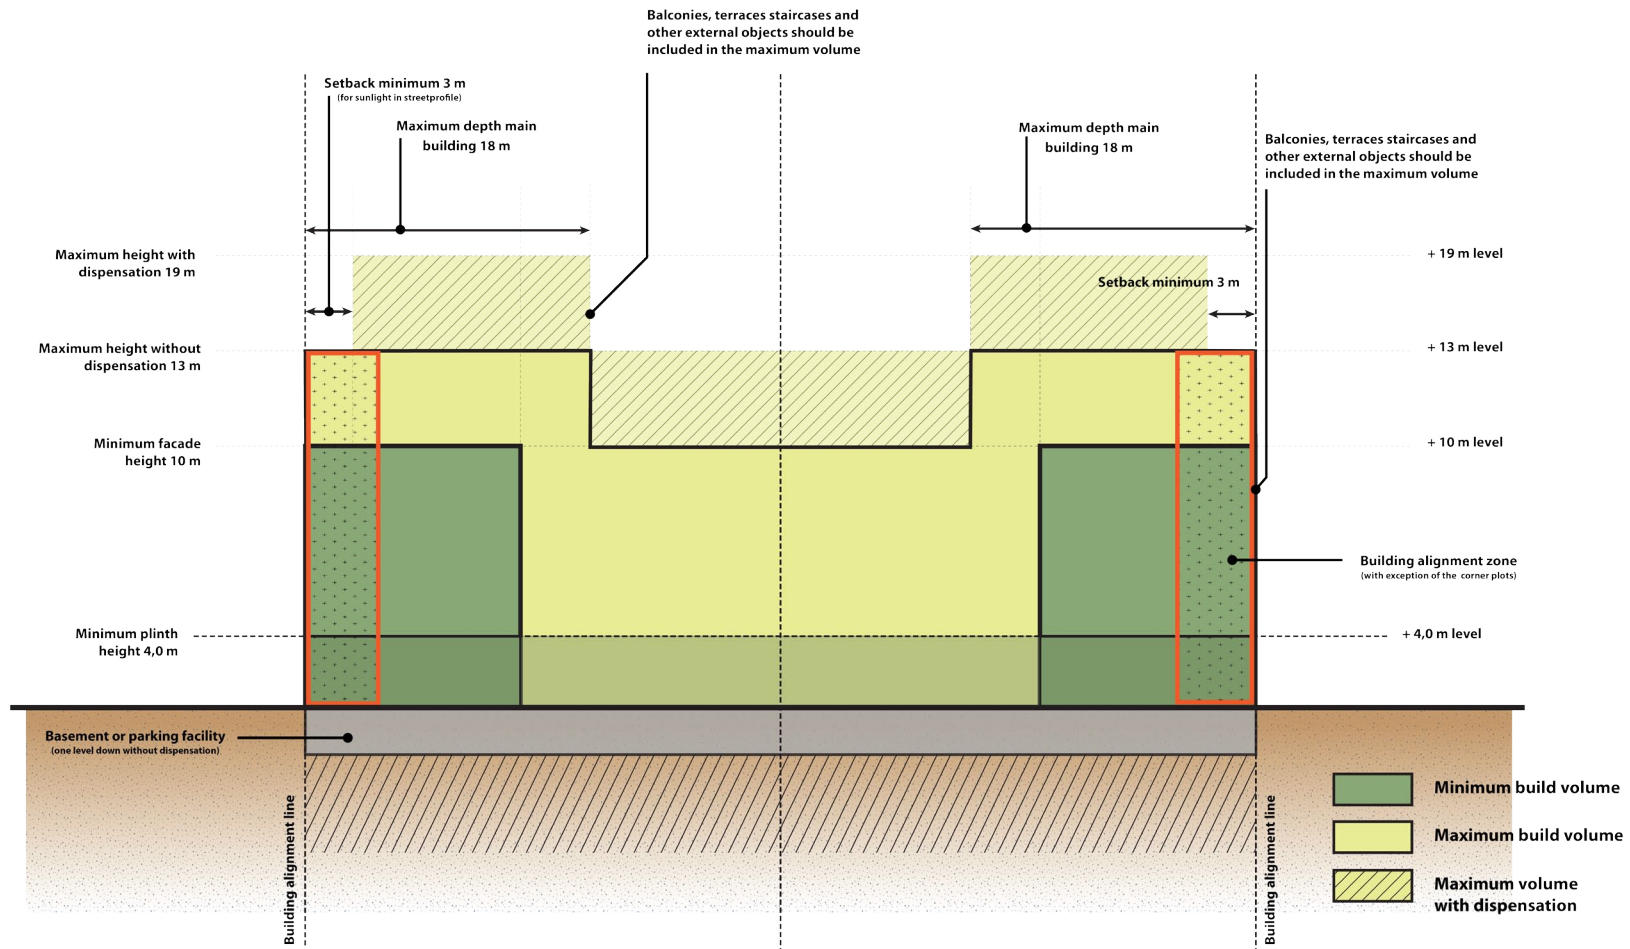 Balconies, terraces staircases and
other external objects should be
included in the maximum volume
Setback minimum 3 m
(for sunlight in streetprofile)
Maximum depth main
building 18 m
Maximum depth main
building 18 m
Balconies, terraces staircases and
other external objects should be
included in the maximum volume
Maximum height with
dispensation 19 m
+ 19 m level
Setback minimum 3 m
Maximum height without
dispensation 13 m
+ 13 m level
Minimum facade
height 10 m
+ 10 m level
Building alignment zone
(with exception of the corner plots)
Minimum plinth
height 4,0 m
+ 4,0 m level
Basement or parking facility
(one level down without dispensation)
Building alignment line
Building alignment line
Minimum build volume
Maximum build volume
Maximum volume
with dispensation